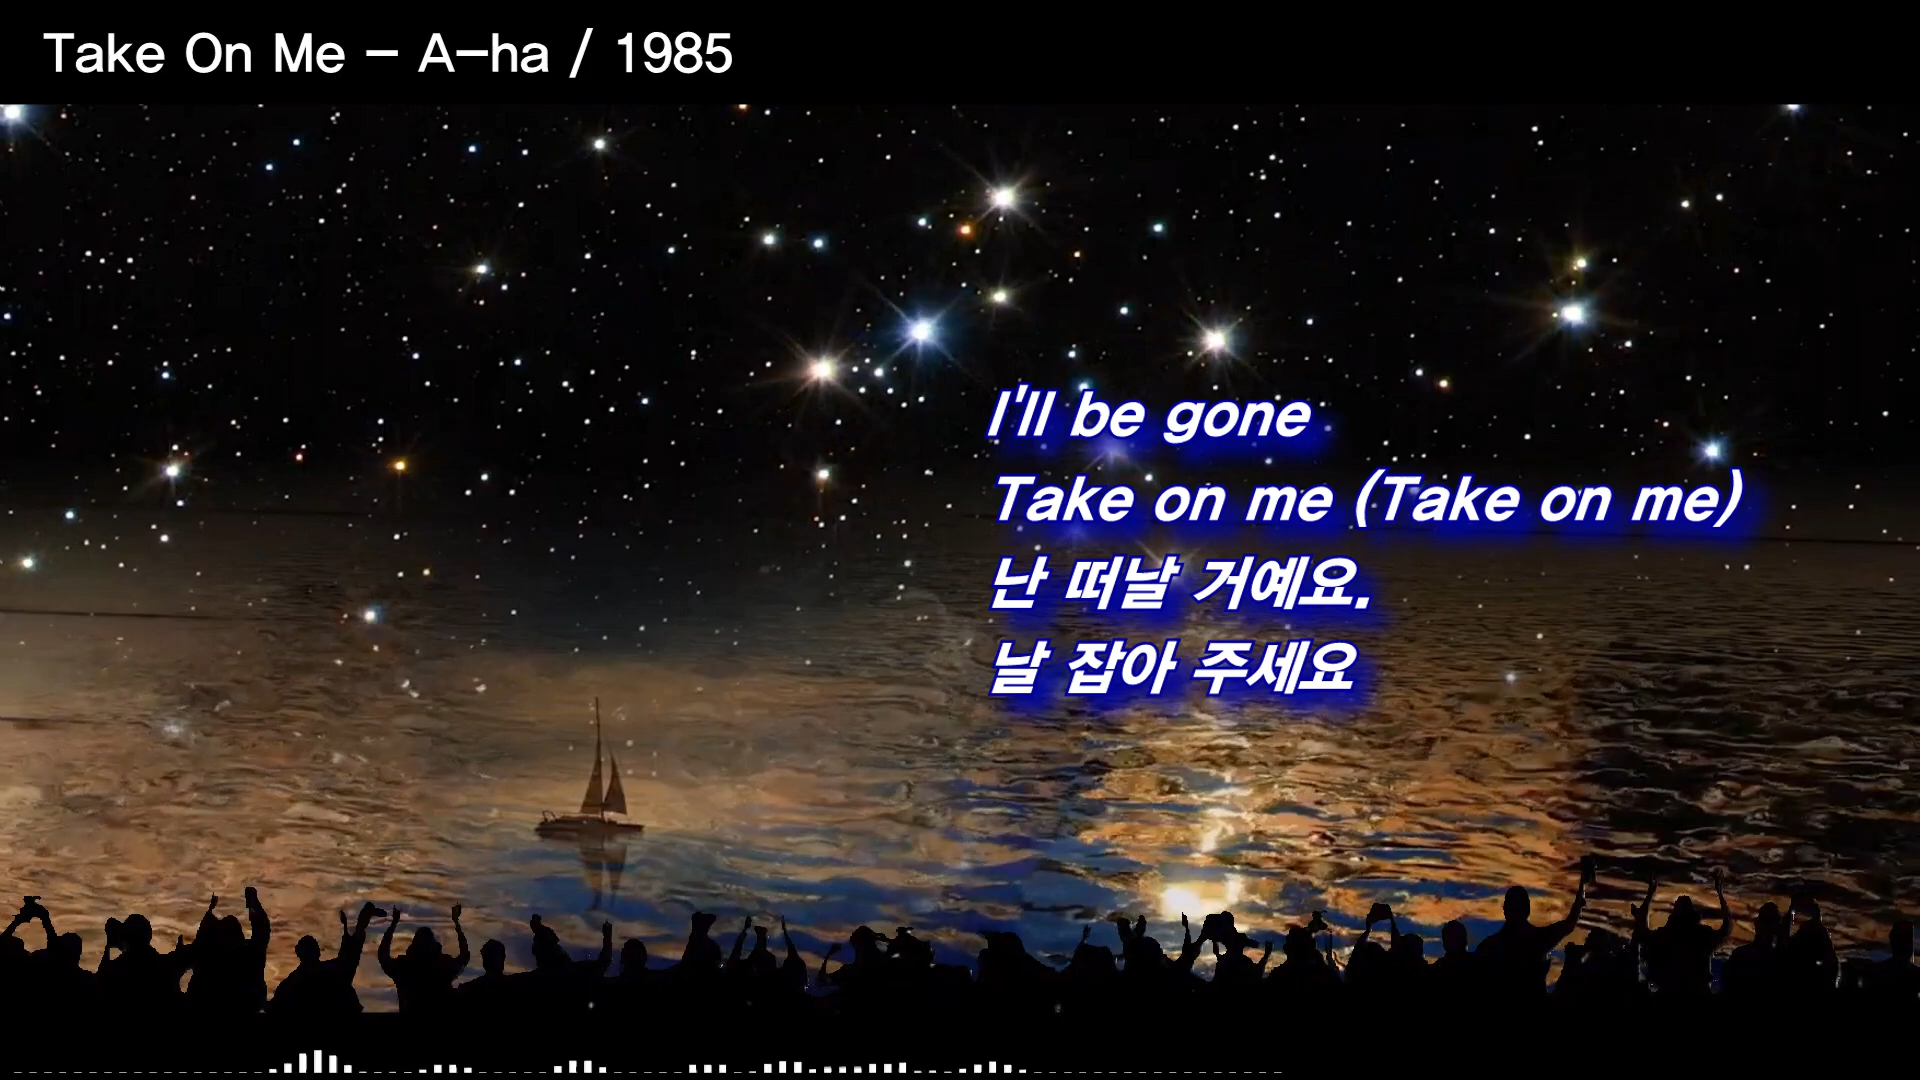 Take On Me - A-ha / 1985
I'll be gone
Take on me (Take on me)
난 떠날 거예요.
날 잡아 주세요